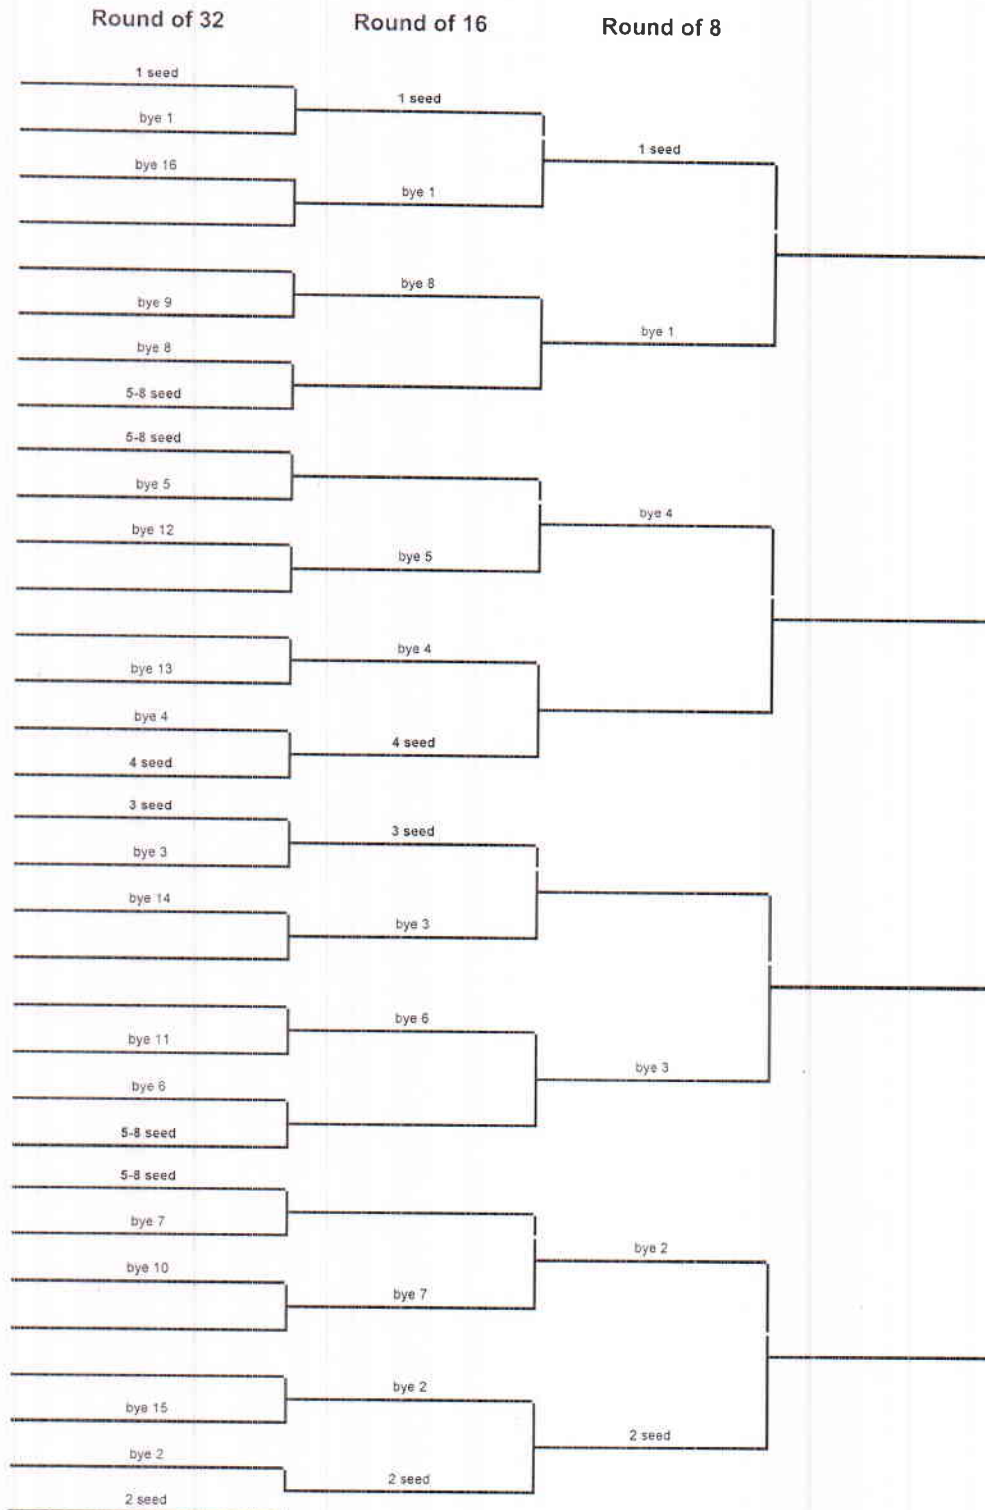 Round of 32
Round of 16
Round of 8
1 seed
bye 1
bye 16
bye 9
bye 8
5-8 seed
5-8 seed
bye 5
bye 12
bye 13
bye 4
4 seed
3 seed
bye 3
bye 14
bye 11
bye 6
5-8 seed
5-8 seed
bye 7
bye 10
bye 15
bye 2
2 seed
1 seed
bye 1
bye 8
bye 5
bye 4
4 seed
3 seed
bye 3
bye 6
bye 7
bye 2
2 seed
1 seed
bye 1
bye 4
bye 3
bye 2
2 seed